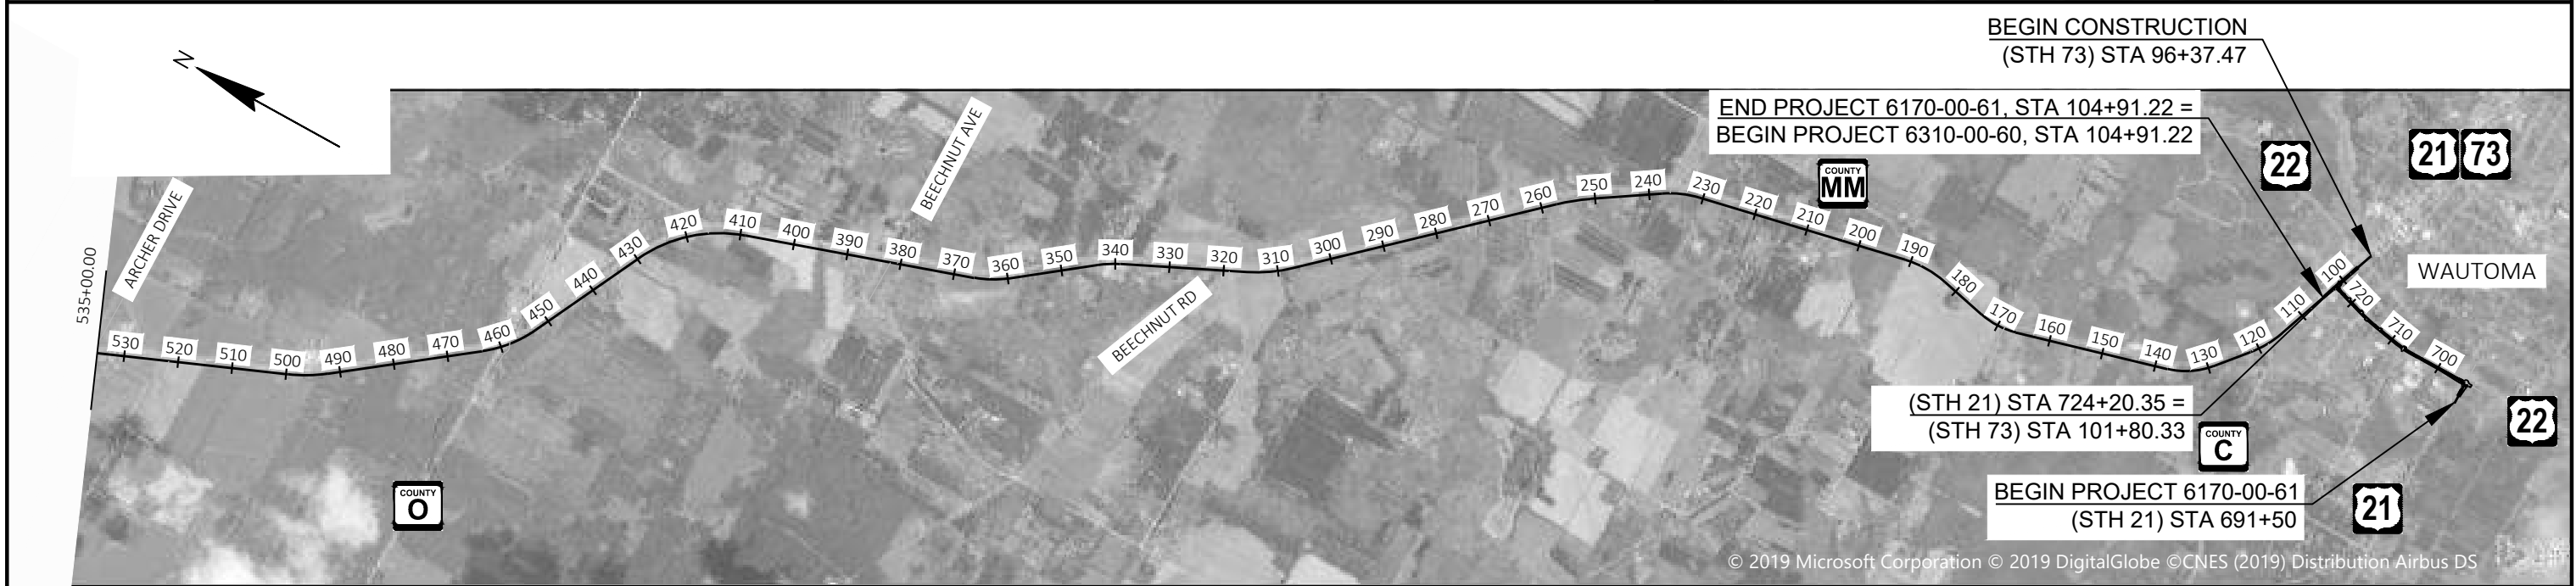 BEGIN CONSTRUCTION
(STH 73) STA 96+37.47
N
END PROJECT 6170-00-61, STA 104+91.22 =
BEGIN PROJECT 6310-00-60, STA 104+91.22
22
21 73
COUNTY
MM
BEECHNUT AVE
ARCHER DRIVE
535+00.00
WAUTOMA
530
520
510
500
490
480
470
460
450
440
430
420
410
400
390
380
370
360
350
340
330
320
310
300
290
280
270
260
250
240
230
220
210
200
190
180
170
160
150
140
130
120
110
100
720
710
700
BEECHNUT RD
(STH 21) STA 724+20.35 =
(STH 73) STA 101+80.33
COUNTY
C
22
COUNTY
O
BEGIN PROJECT 6170-00-61
(STH 21) STA 691+50
21
© 2019 Microsoft Corporation © 2019 DigitalGlobe ©CNES (2019) Distribution Airbus DS